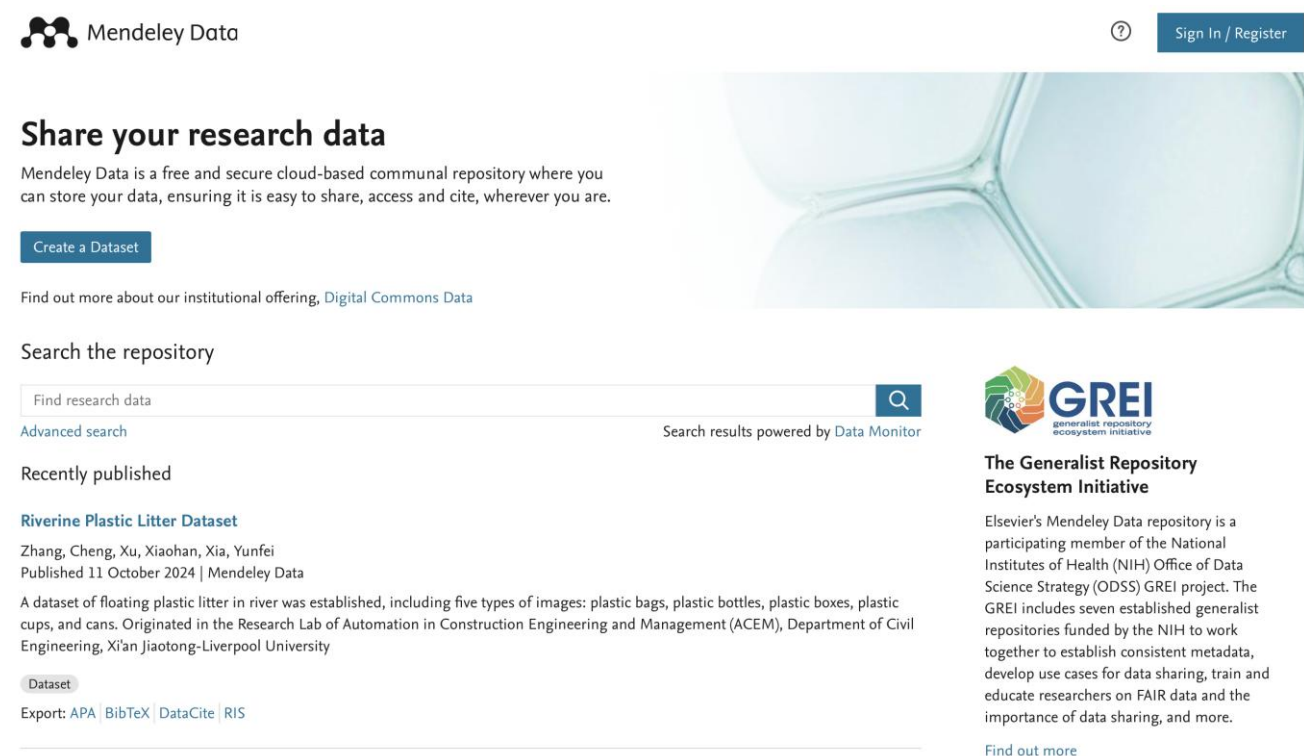 Mendeley Data
Sign In / Register
Share your research data
Mendeley Data is a free and secure cloud-based communal repository where you
can store your data, ensuring it is easy to share, access and cite, wherever you are.
Create a Dataset
Find out more about our institutional offering, Digital Commons Data
Search the repository
Find research data
Advanced search
Search results powered by Data Monitor
Recently published
Riverine Plastic Litter Dataset
Zhang, Cheng, Xu, Xiaohan, Xia, Yunfei
Published 11 October 2024 | Mendeley Data
A dataset of floating plastic litter in river was established, including five types of images: plastic bags, plastic bottles, plastic boxes, plastic
cups, and cans. Originated in the Research Lab of Automation in Construction Engineering and Management (ACEM), Department of Civil
Engineering, Xi'an Jiaotong-Liverpool University
Dataset
Export: APA | BibTeX | DataCite | RIS
GREI
generalist repository
ecosystem initiative
The Generalist Repository
Ecosystem Initiative
Elsevier's Mendeley Data repository is a
participating member of the National
Institutes of Health (NIH) Office of Data
Science Strategy (ODSS) GREI project. The
GREI includes seven established generalist
repositories funded by the NIH to work
together to establish consistent metadata,
develop use cases for data sharing, train and
educate researchers on FAIR data and the
importance of data sharing, and more.
Find out more